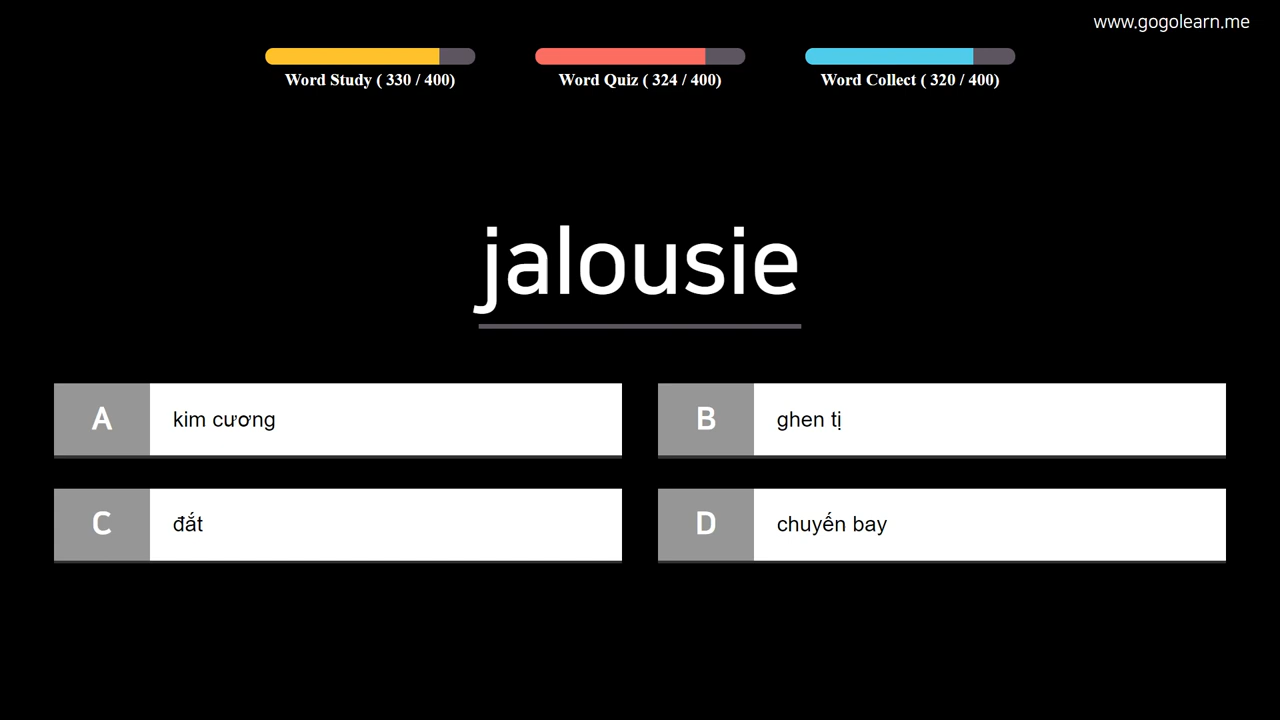 www.gogolearn.me
Word Study ( 330 / 400)
Word Quiz ( 324 / 400)
Word Collect ( 320 / 400)
jalousie
A kim cương
B ghen tị
C đắt
D chuyến bay